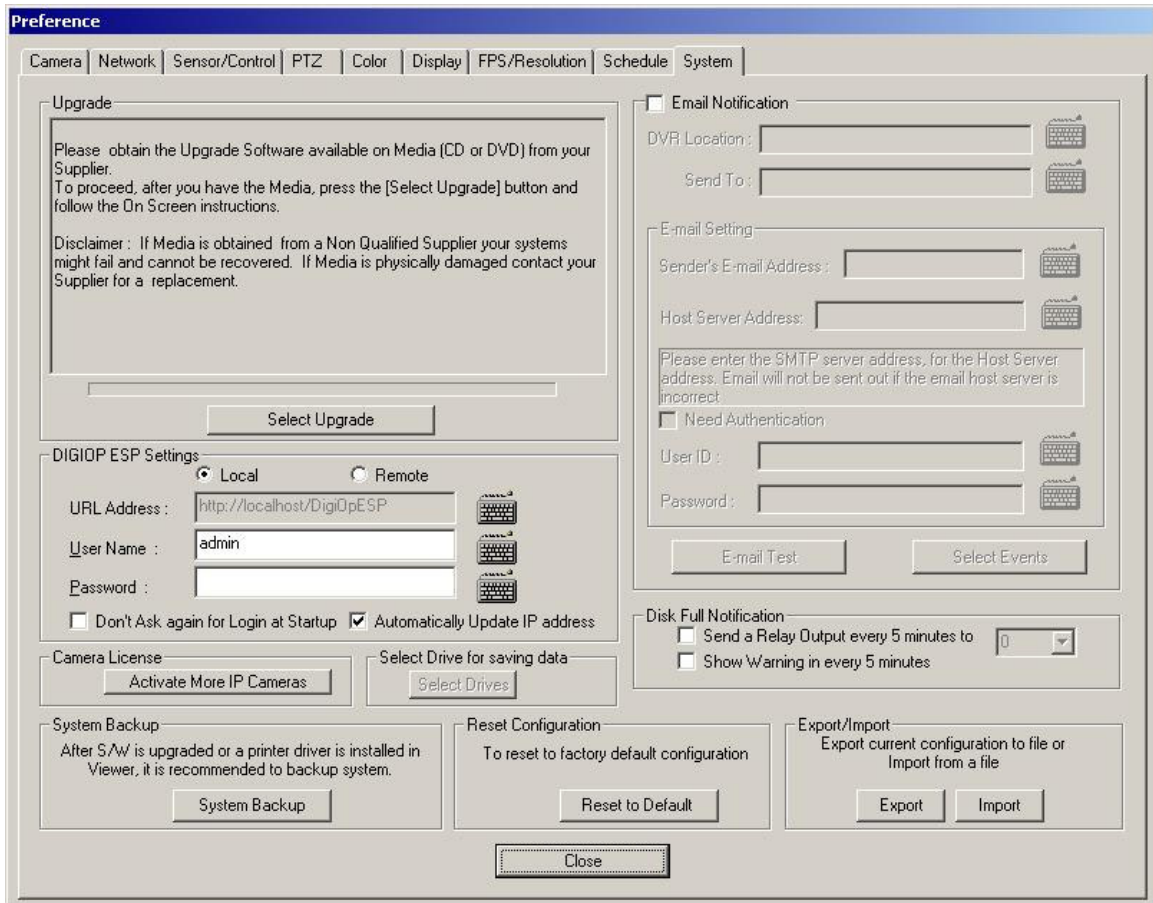 Preference
Camera Network Sensor/Control PTZ Color Display FPS/Resolution Schedule System
Upgrade
Please obtain the Upgrade Software available on Media (CD or DVD) from your
Supplier.
To proceed, after you have the Media, press the [Select Upgrade] button and
follow the On Screen instructions.
Disclaimer : If Media is obtained from a Non Qualified Supplier your systems
might fail and cannot be recovered. If Media is physically damaged contact your
Supplier for a replacement.
Select Upgrade
DIGIOP ESP Settings
Local Remote
URL Address : http://localhost/DigiOpESP
User Name : admin
Password :
Don't Ask again for Login at Startup Automatically Update IP address
Camera License
Activate More IP Cameras
Select Drive for saving data
Select Drives
Email Notification
DVR Location :
Send To :
E-mail Setting
Sender's E-mail Address :
Host Server Address:
Please enter the SMTP server address, for the Host Server
address. Email will not be sent out if the email host server is
incorrect
Need Authentication
User ID :
Password :
E-mail Test Select Events
Disk Full Notification
Send a Relay Output every 5 minutes to 0
Show Warning in every 5 minutes
System Backup
After S/W is upgraded or a printer driver is installed in
Viewer, it is recommended to backup system.
System Backup
Reset Configuration
To reset to factory default configuration
Reset to Default
Export/Import
Export current configuration to file or
Import from a file
Export Import
Close